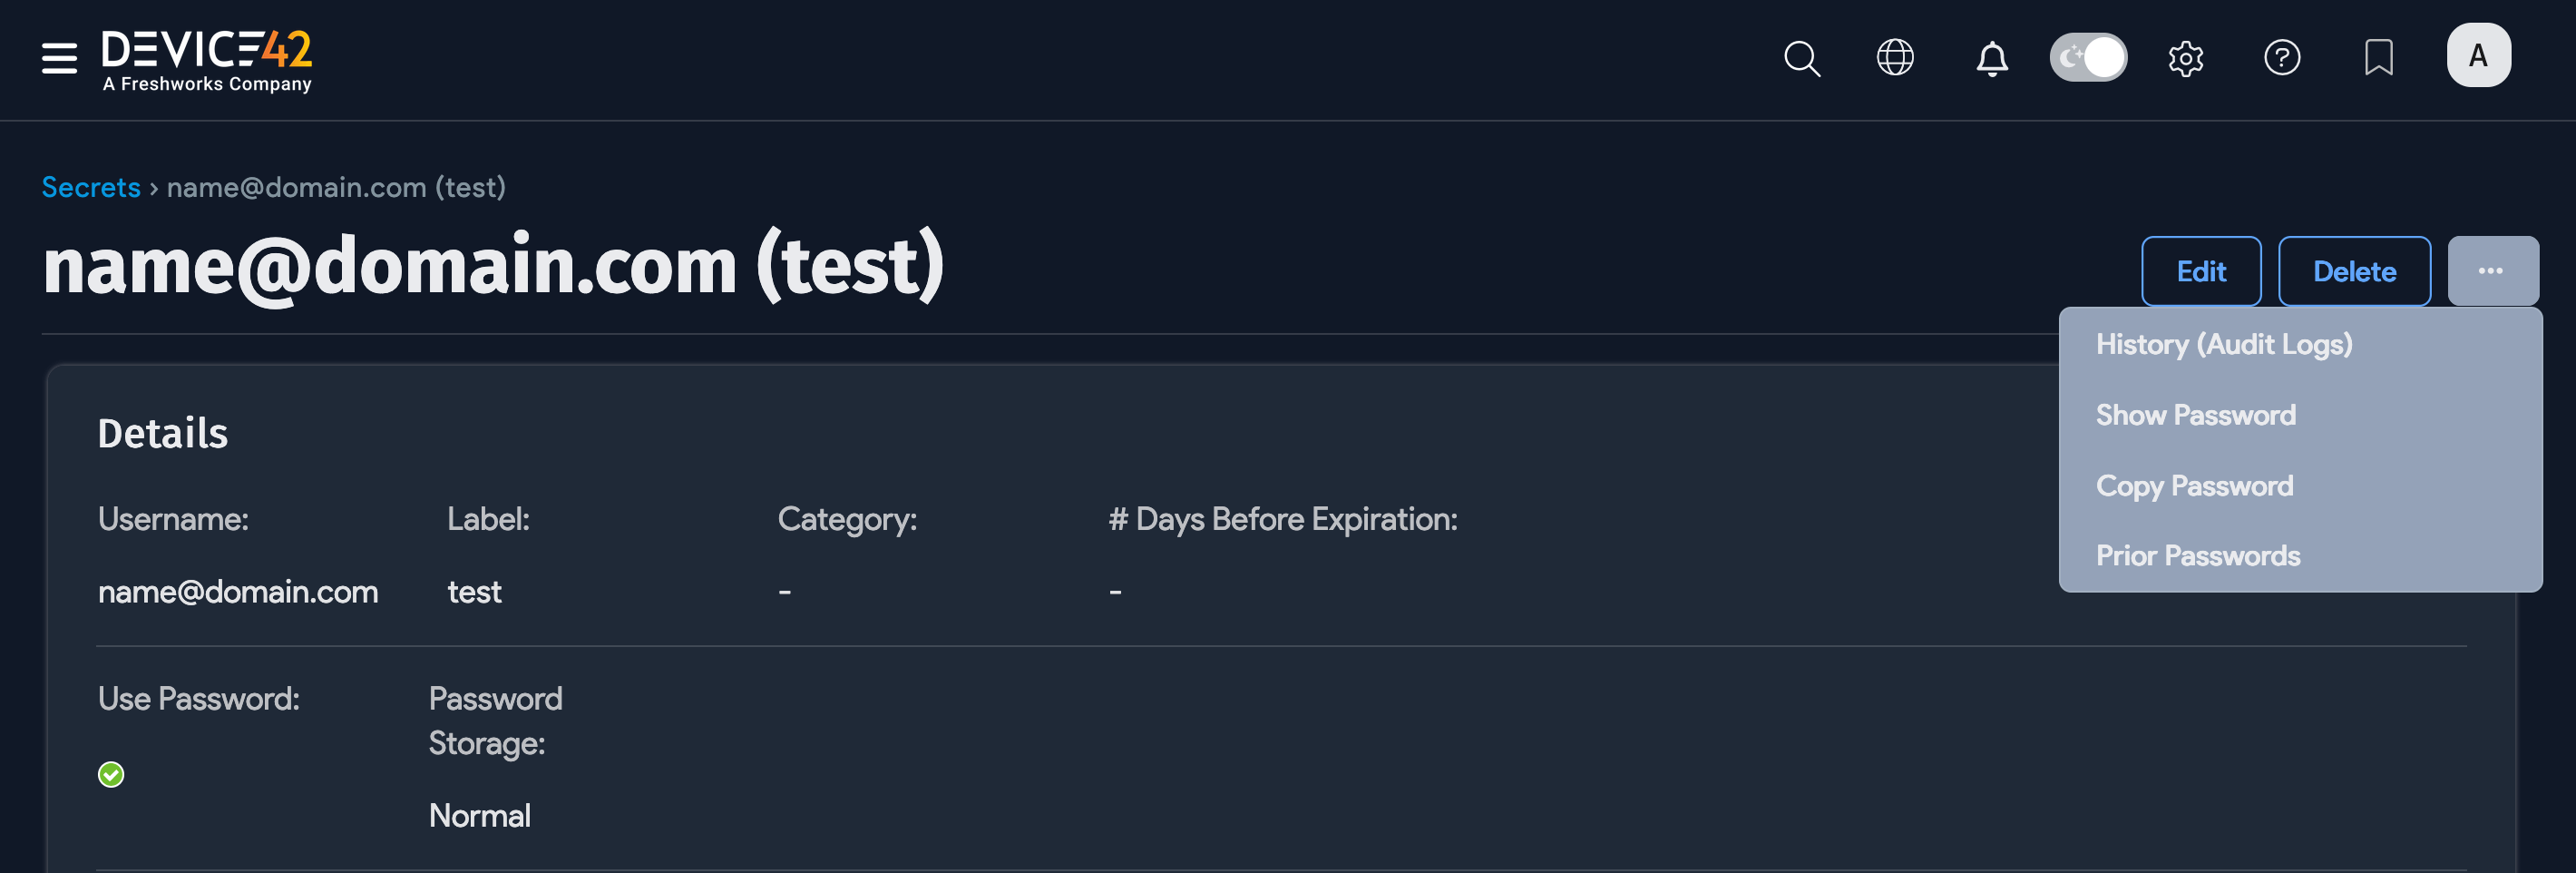 DEVICE42
A Freshworks Company
A
Secrets › name@domain.com (test)
name@domain.com (test)
Edit
Delete
···
History (Audit Logs)
Show Password
Copy Password
Prior Passwords
Details
Username:
Label:
Category:
# Days Before Expiration:
name@domain.com
test
-
-
Use Password:
Password
Storage:
Normal